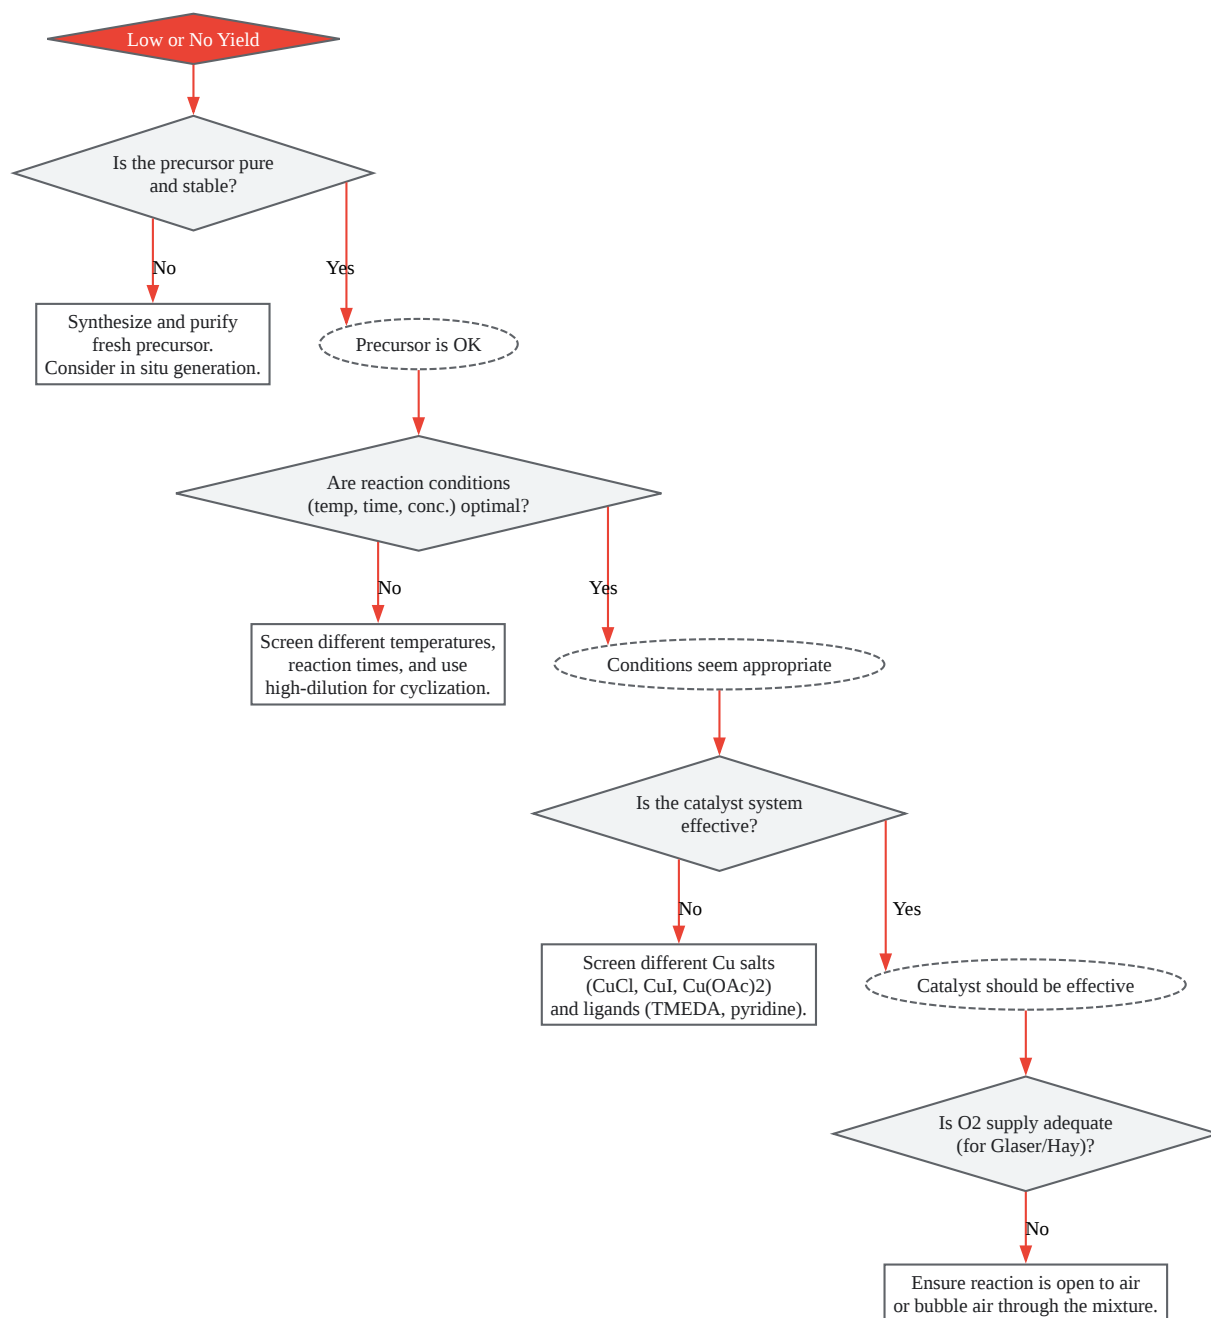 Low or No Yield
Is the precursor pure
and stable?
No
Yes
Synthesize and purify
fresh precursor.
Consider in situ generation.
Precursor is OK
Are reaction conditions
(temp, time, conc.) optimal?
No
Yes
Screen different temperatures,
reaction times, and use
high-dilution for cyclization.
Conditions seem appropriate
Is the catalyst system
effective?
No
Yes
Screen different Cu salts
(CuCl, CuI, Cu(OAc)2)
and ligands (TMEDA, pyridine).
Catalyst should be effective
Is O2 supply adequate
(for Glaser/Hay)?
No
Ensure reaction is open to air
or bubble air through the mixture.